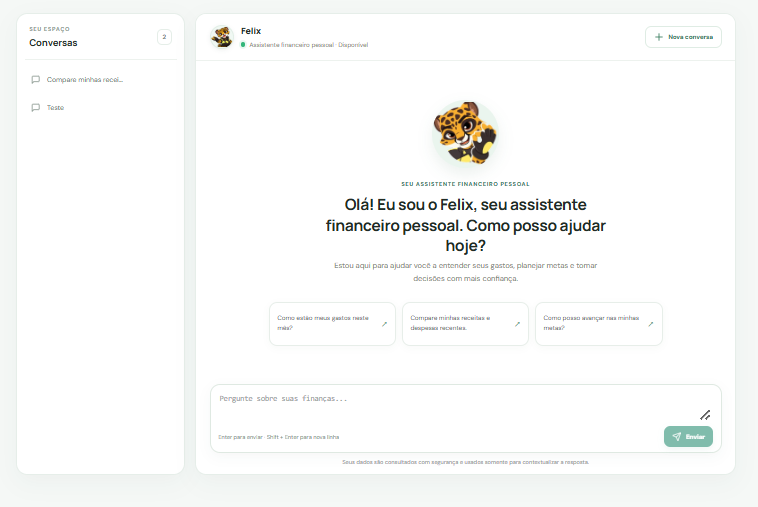 SEU ESPAÇO
Conversas
2
Compare minhas recei...
Teste
Felix
Assistente financeiro pessoal · Disponível
Nova conversa
SEU ASSISTENTE FINANCEIRO PESSOAL
Olá! Eu sou o Felix, seu assistente
financeiro pessoal. Como posso ajudar
hoje?
Estou aqui para ajudar você a entender seus gastos, planejar metas e tomar
decisões com mais confiança.
Como estão meus gastos neste
mês?
Compare minhas receitas e
despesas recentes.
Como posso avançar nas minhas
metas?
Pergunte sobre suas finanças...
Enter para enviar · Shift + Enter para nova linha
Enviar
Seus dados são consultados com segurança e usados somente para contextualizar a resposta.